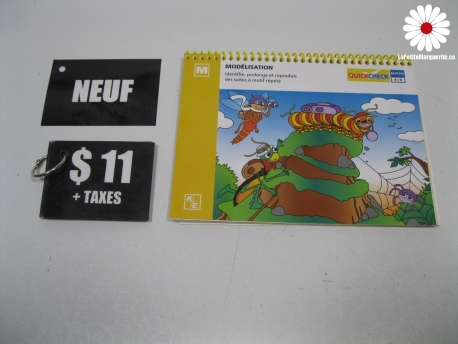 LaPetiteMarguerite.ca
NEUF
$ 11
+ TAXES
M
MODÉLISATION
Identifie, prolonge et reproduis
des suites à motif répété
QUICKCHECK